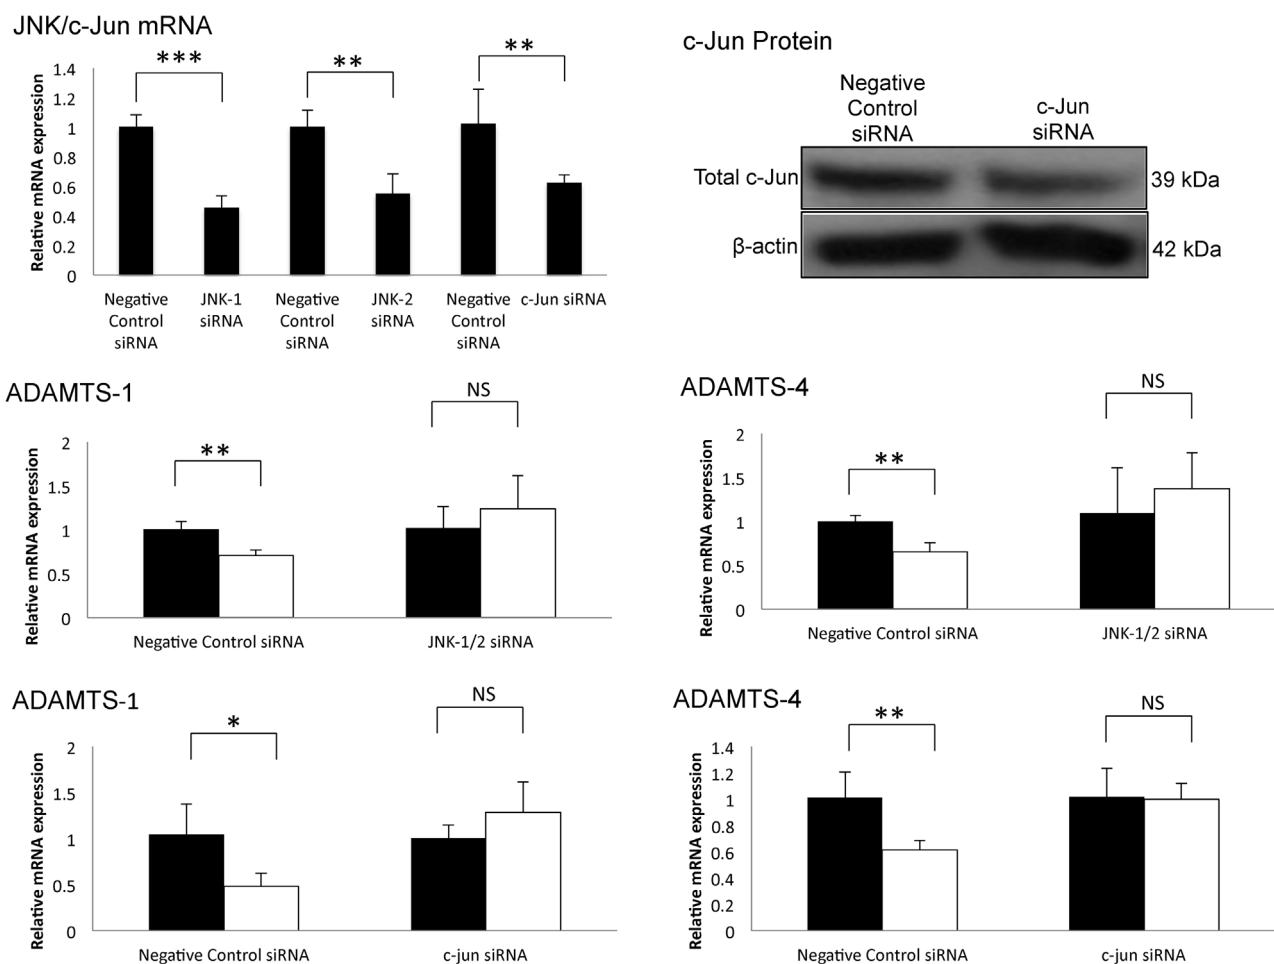 JNK/c-Jun mRNA
Relative mRNA expression
1.4
1.2
1
0.8
0.6
0.4
0.2
0
***
**
**
Negative
Control
siRNA
JNK-1
siRNA
Negative
Control
siRNA
JNK-2
siRNA
Negative
Control
siRNA
c-Jun siRNA
c-Jun Protein
Negative
Control
siRNA
c-Jun
siRNA
Total c-Jun
39 kDa
β-actin
42 kDa
ADAMTS-1
Relative mRNA expression
2
1.5
1
0.5
0
**
NS
Negative Control siRNA
JNK-1/2 siRNA
ADAMTS-4
Relative mRNA expression
2
1.5
1
0.5
0
**
NS
Negative Control siRNA
JNK-1/2 siRNA
ADAMTS-1
Relative mRNA expression
2
1.5
1
0.5
0
*
NS
Negative Control siRNA
c-jun siRNA
ADAMTS-4
Relative mRNA expression
1.4
1.2
1
0.8
0.6
0.4
0.2
0
**
NS
Negative Control siRNA
c-jun siRNA